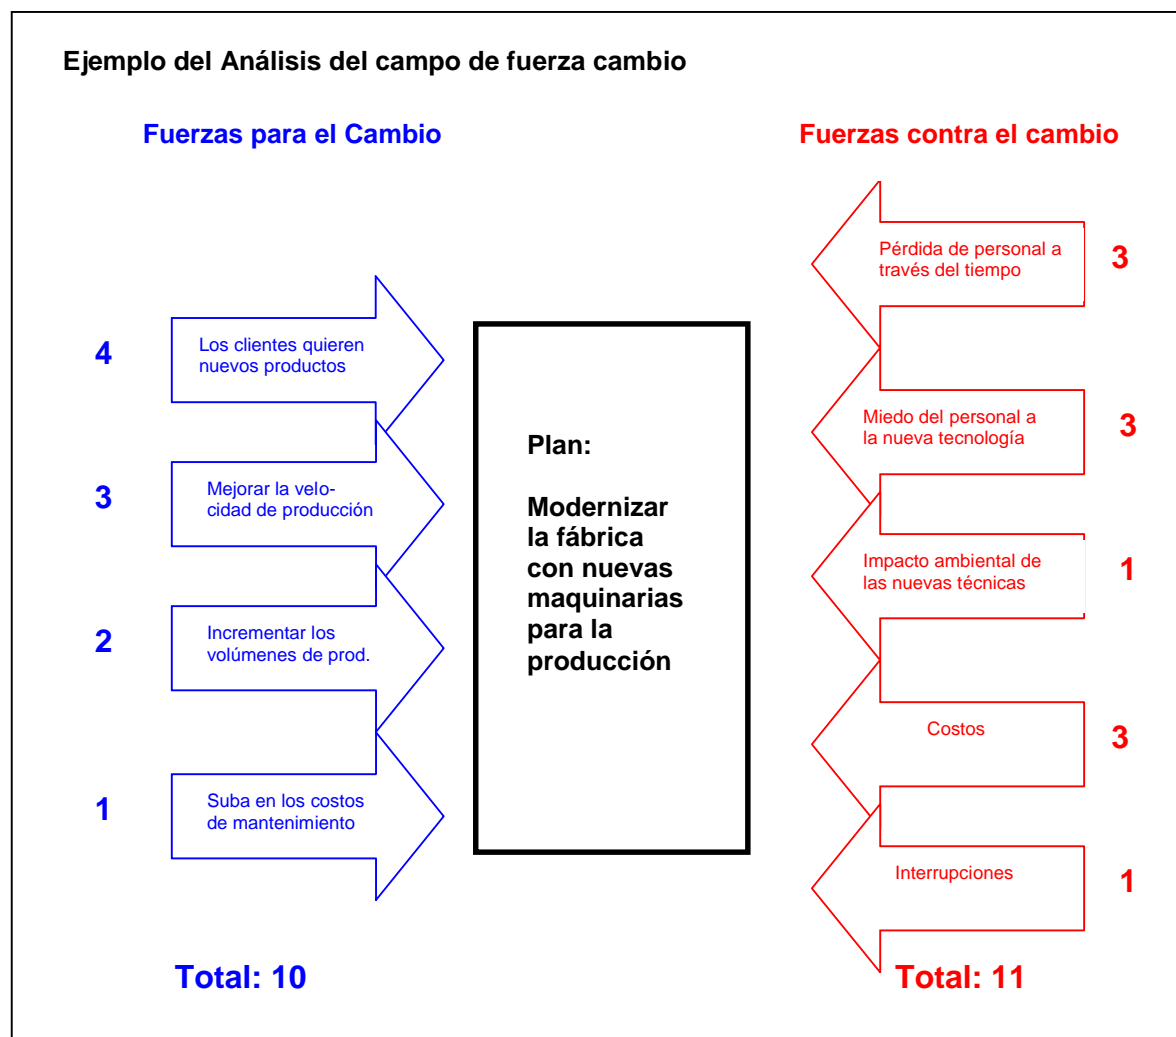 Ejemplo del Análisis del campo de fuerza cambio
Fuerzas para el Cambio
4
Los clientes quieren
nuevos productos
3
Mejorar la velo-
cidad de producción
2
Incrementar los
volúmenes de prod.
1
Suba en los costos
de mantenimiento
Total: 10
Plan:
Modernizar
la fábrica
con nuevas
maquinarias
para la
producción
Fuerzas contra el cambio
Pérdida de personal a
través del tiempo
3
Miedo del personal a
la nueva tecnología
3
Impacto ambiental de
las nuevas técnicas
1
Costos
3
Interrupciones
1
Total: 11